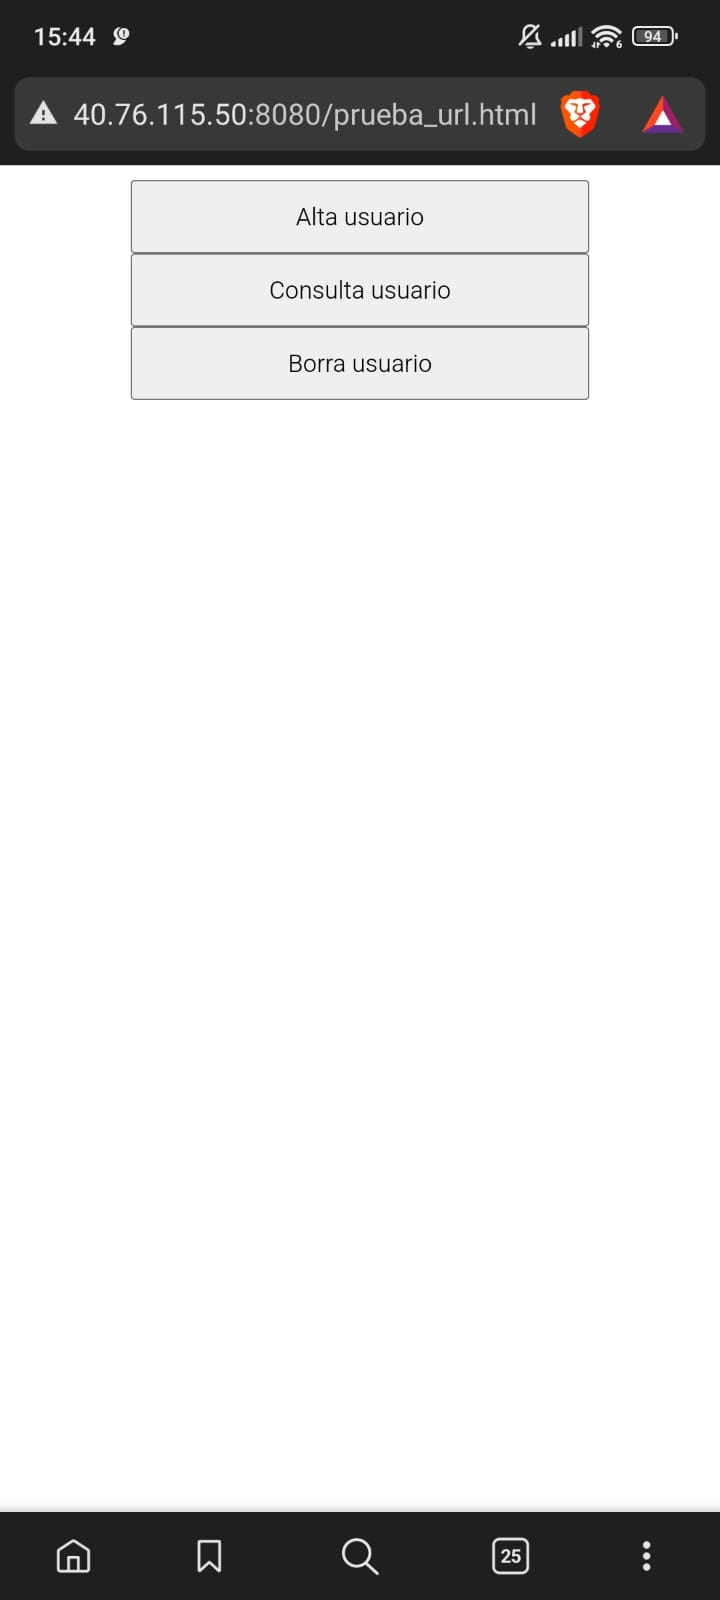 15:44
94
40.76.115.50:8080/prueba_url.html
Alta usuario
Consulta usuario
Borra usuario
25